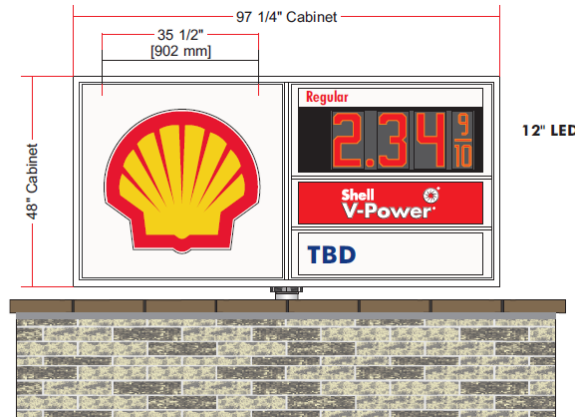 97 1/4" Cabinet
35 1/2"
[902 mm]
48" Cabinet
Regular
2.34 9/10
12" LED
Shell
V-Power
TBD